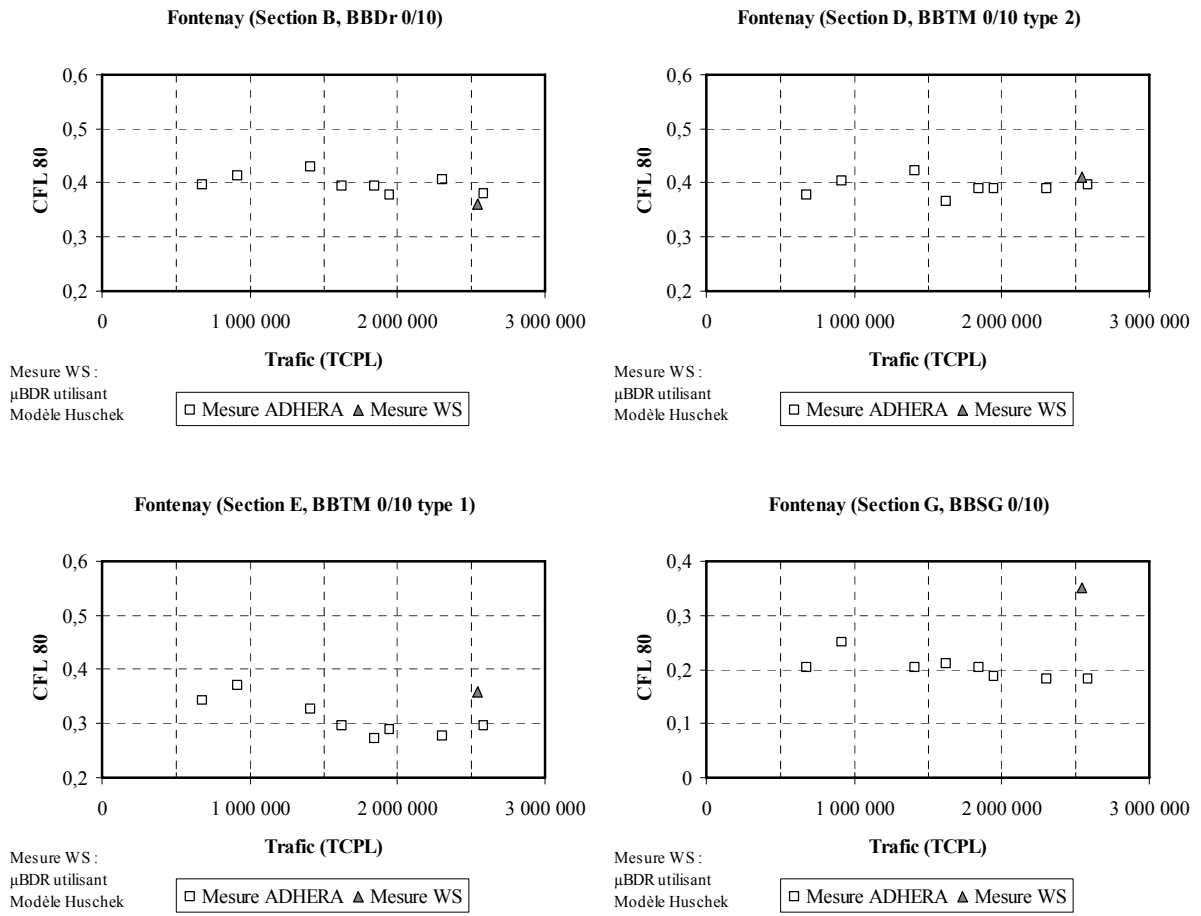 Fontenay (Section B, BBDr 0/10)
0,6
0,5
0,4
0,3
0,2
CFL 80
0 1 000 000 2 000 000 3 000 000
Trafic (TCPL)
Mesure WS :
µBDR utilisant
Modèle Huschek
Mesure ADHERA Mesure WS
Fontenay (Section D, BBTM 0/10 type 2)
0,6
0,5
0,4
0,3
0,2
CFL 80
0 1 000 000 2 000 000 3 000 000
Trafic (TCPL)
Mesure WS :
µBDR utilisant
Modèle Huschek
Mesure ADHERA Mesure WS
Fontenay (Section E, BBTM 0/10 type 1)
0,6
0,5
0,4
0,3
0,2
CFL 80
0 1 000 000 2 000 000 3 000 000
Trafic (TCPL)
Mesure WS :
µBDR utilisant
Modèle Huschek
Mesure ADHERA Mesure WS
Fontenay (Section G, BBSG 0/10)
0,4
0,3
0,2
0,1
0
CFL 80
0 1 000 000 2 000 000 3 000 000
Trafic (TCPL)
Mesure WS :
µBDR utilisant
Modèle Huschek
Mesure ADHERA Mesure WS